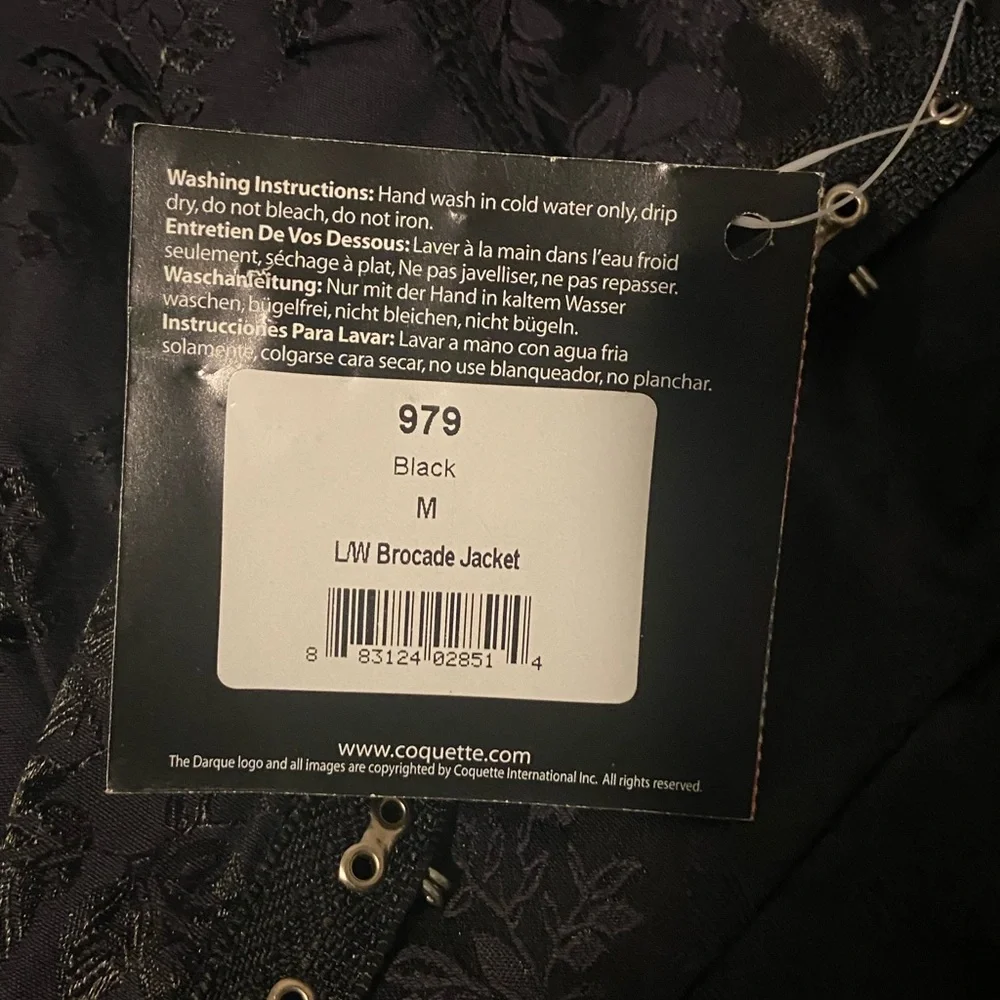 Washing Instructions: Hand wash in cold water only, drip
dry, do not bleach, do not iron.
Entretien De Vos Dessous: Laver à la main dans l'eau froid
seulement, séchage à plat, Ne pas javelliser, ne pas repasser.
Waschanleitung: Nur mit der Hand in kaltem Wasser
waschen, bügelfrei, nicht bleichen, nicht bügeln.
Instrucciones Para Lavar: Lavar a mano con agua fria
solamente, colgarse cara secar, no use blanqueador, no planchar.
979
Black
M
L/W Brocade Jacket
8 83124 02851 4
www.coquette.com
The Darque logo and all images are copyrighted by Coquette International Inc. All rights reserved.